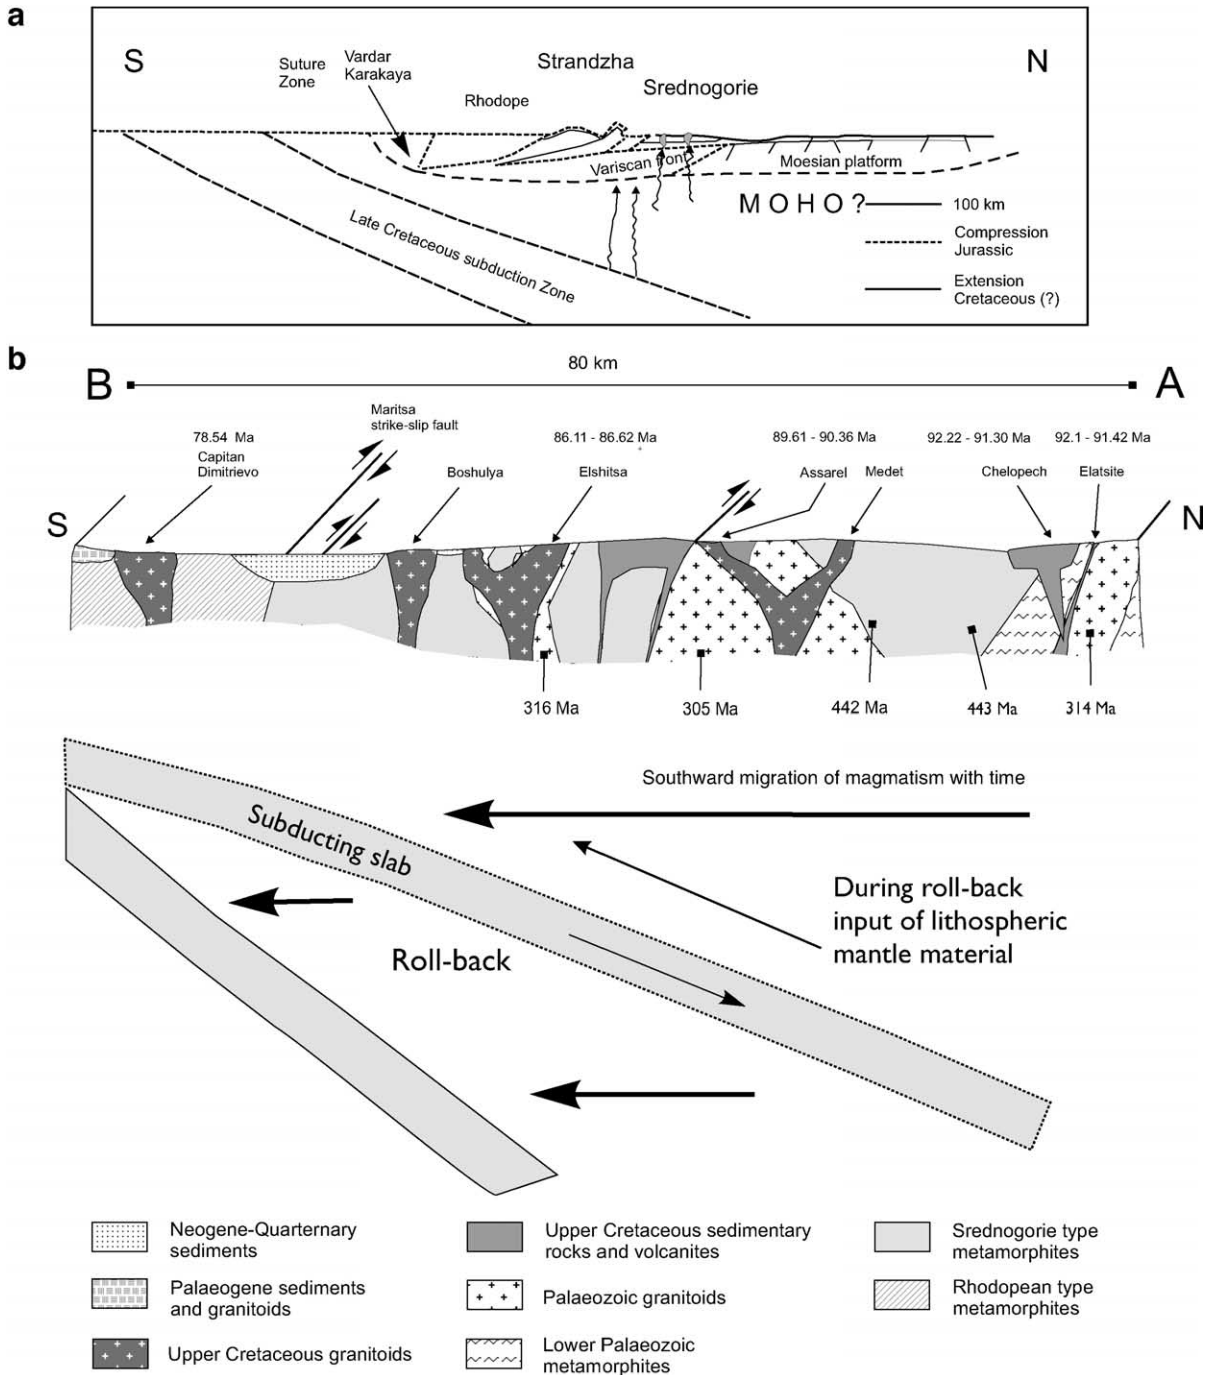 a
S
N
Suture
Zone
Vardar
Karakaya
Rhodope
Strandzha
Srednogorie
Variscan front
Moesian platform
Late Cretaceous subduction Zone
MOHO?
100 km
Compression
Jurassic
Extension
Cretaceous (?)
b
B
80 km
A
Maritsa
strike-slip fault
78.54 Ma
Capitan
Dimitrievo
Boshulya
86.11 - 86.62 Ma
Elshitsa
89.61 - 90.36 Ma
Assarel
Medet
92.22 - 91.30 Ma
Chelopech
92.1 - 91.42 Ma
Elatsite
S
N
316 Ma
305 Ma
442 Ma
443 Ma
314 Ma
Southward migration of magmatism with time
Subducting slab
Roll-back
During roll-back
input of lithospheric
mantle material
Neogene-Quarternary
sediments
Palaeogene sediments
and granitoids
Upper Cretaceous granitoids
Upper Cretaceous sedimentary
rocks and volcanites
Palaeozoic granitoids
Lower Palaeozoic
metamorphites
Srednogorie type
metamorphites
Rhodopean type
metamorphites